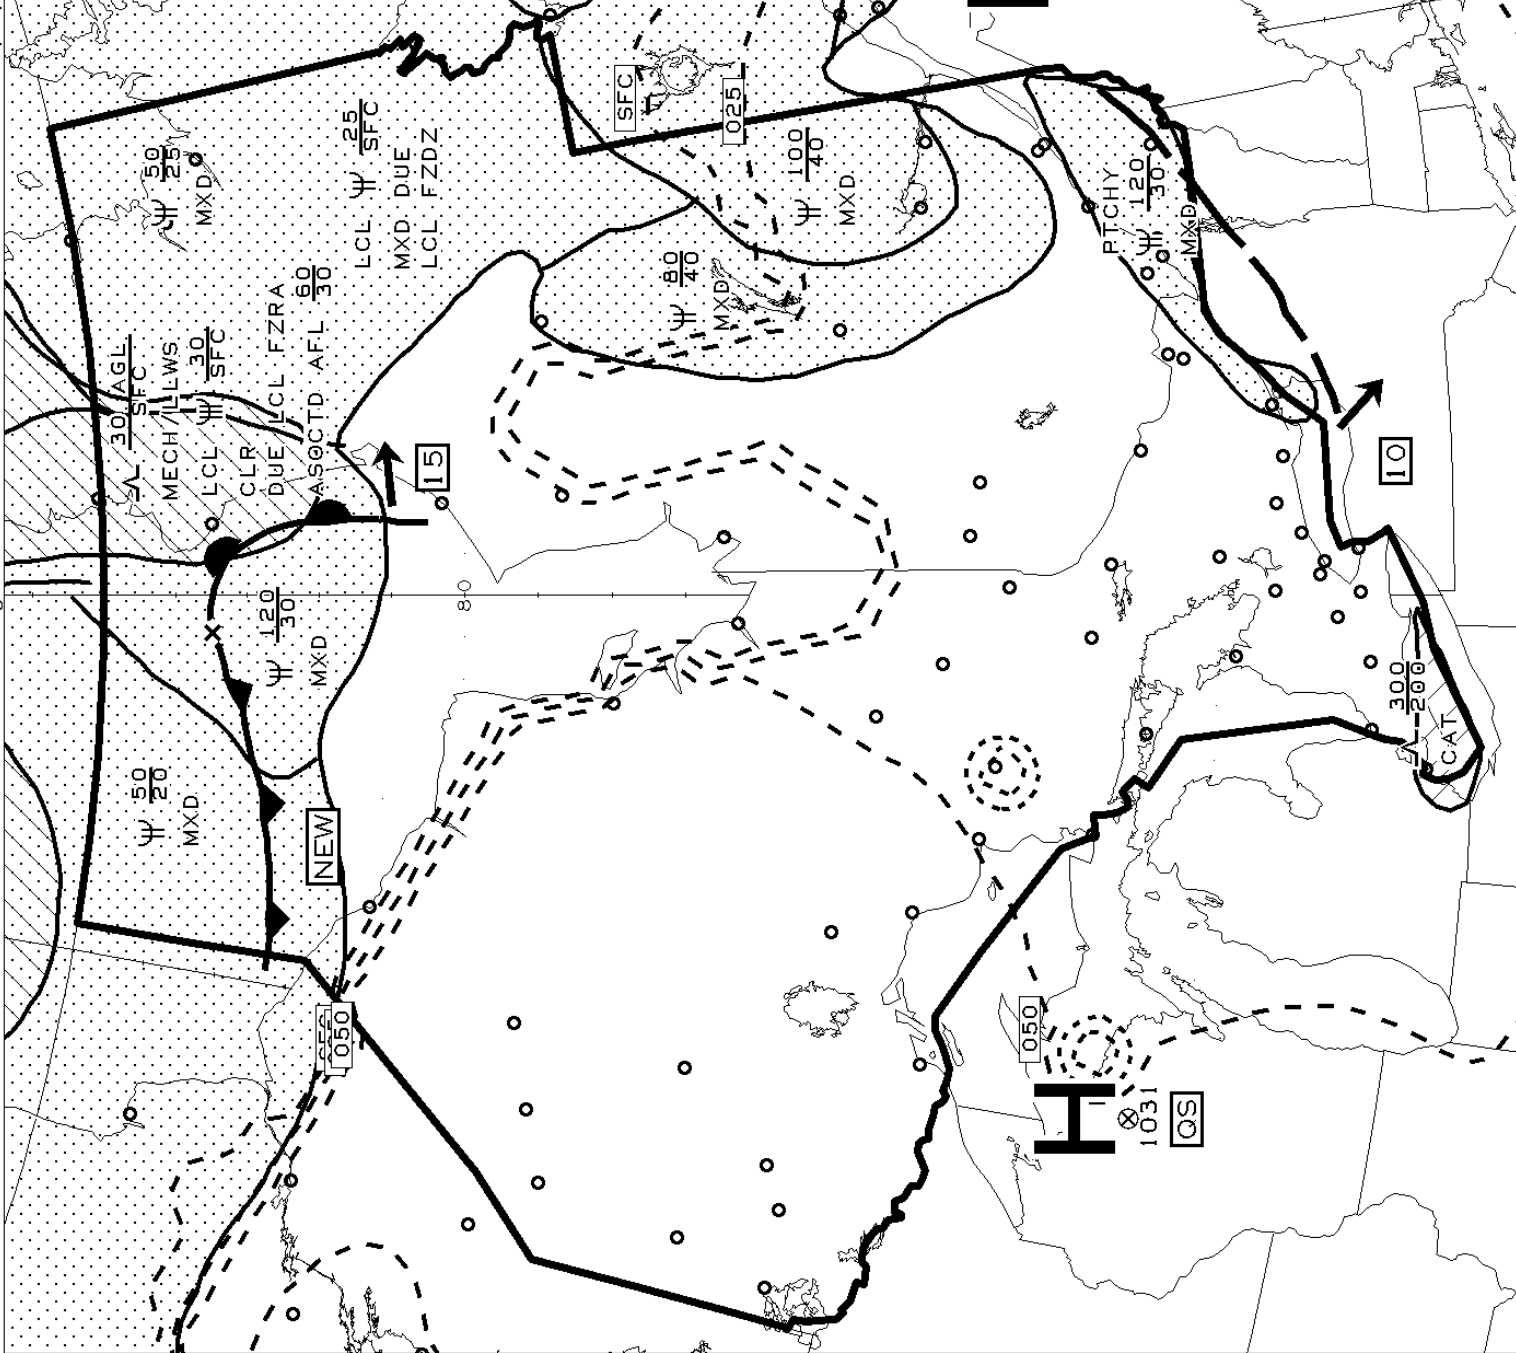 50
20
MXD
NEW
050
120
30
MXD
80
30 AGL
SFC
MECH/LLWS
LCL 30
SFC
CLR
DUE LCL FZRA
ASOCTD AFL 60
30
15
50
25
MXD
LCL 25
SFC
MXD DUE
LCL FZDZ
SFC
025
80
40
MXD
100
40
MXD
PTCHY
120
30
MXD
10
300
200
CAT
050
H
1031
QS